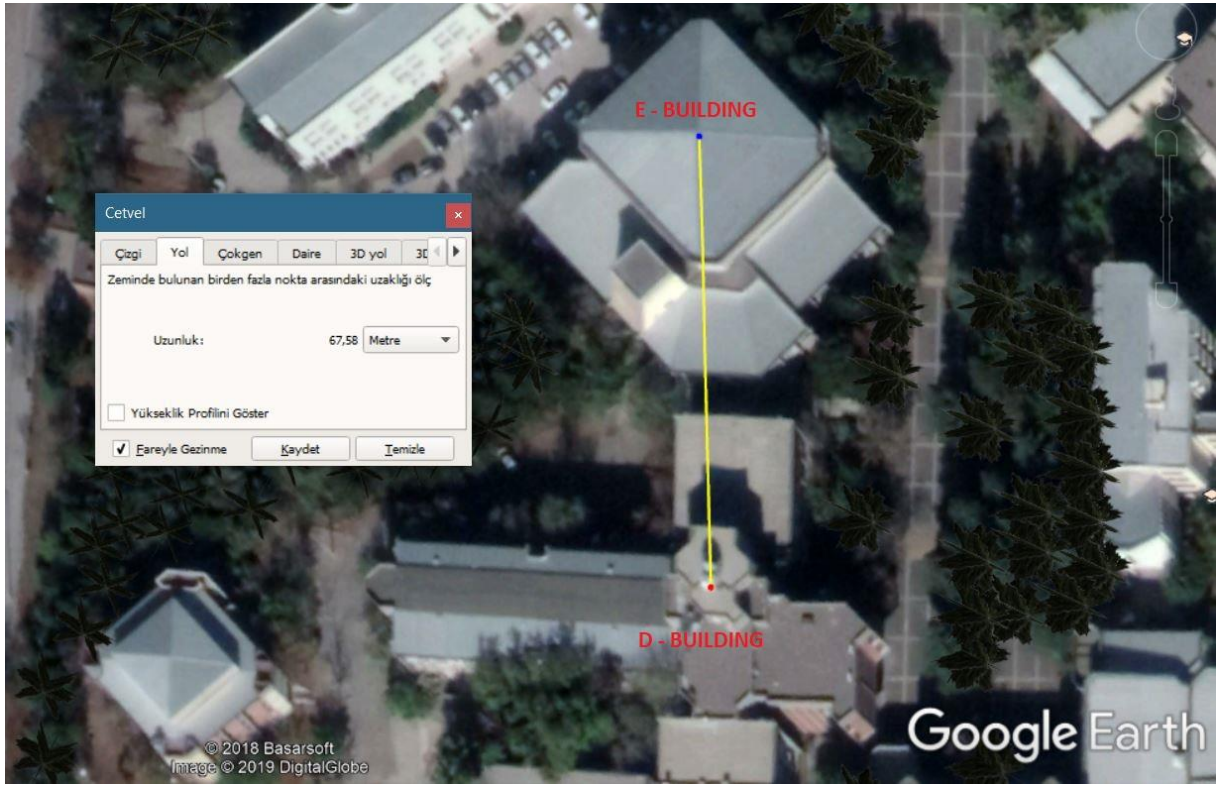 E - BUILDING
Cetvel
Çizgi Yol Çokgen Daire 3D yol 3D
Zeminde bulunan birden fazla nokta arasındaki uzaklığı ölç
Uzunluk: 67,58 Metre
Yükseklik Profilini Göster
Fareyle Gezinme Kaydet Temizle
D - BUILDING
Google Earth
© 2018 Basarsoft
Image © 2019 DigitalGlobe